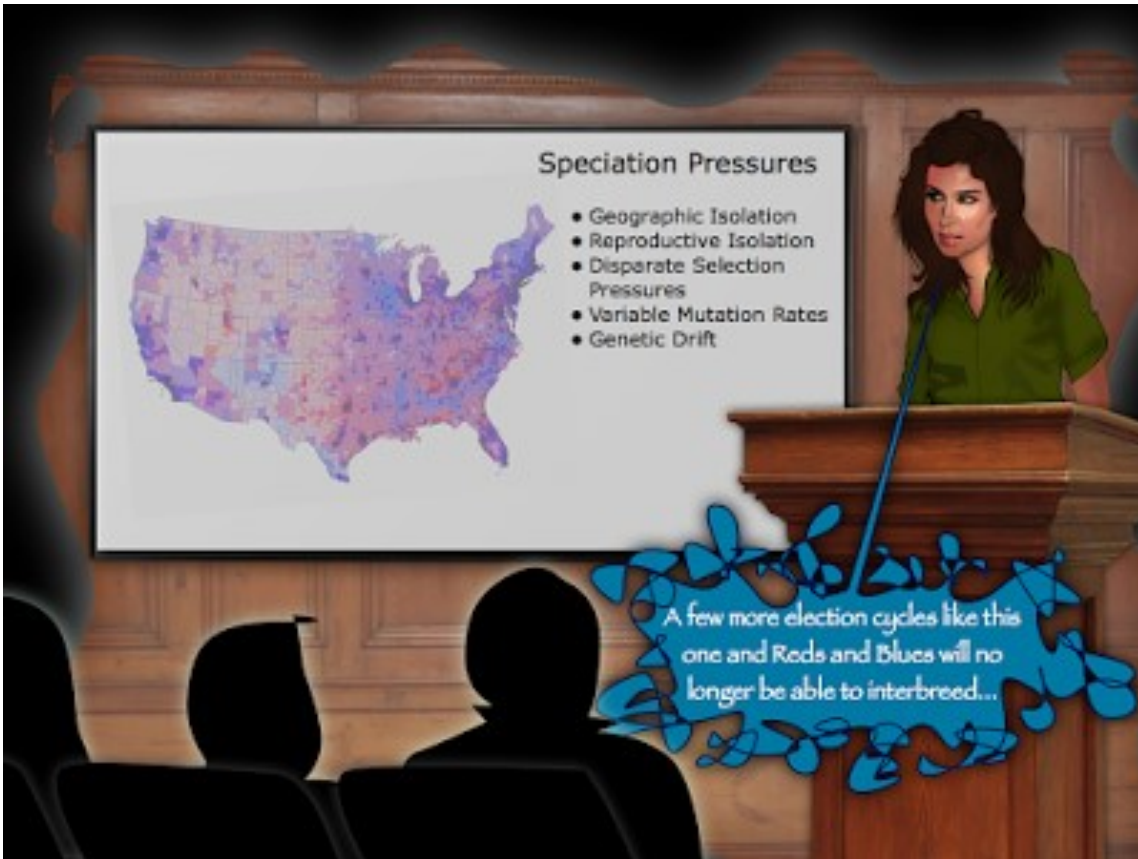 Speciation Pressures
● Geographic Isolation
● Reproductive Isolation
● Disparate Selection
Pressures
● Variable Mutation Rates
● Genetic Drift
A few more election cycles like this
one and Reds and Blues will no
longer be able to interbreed...